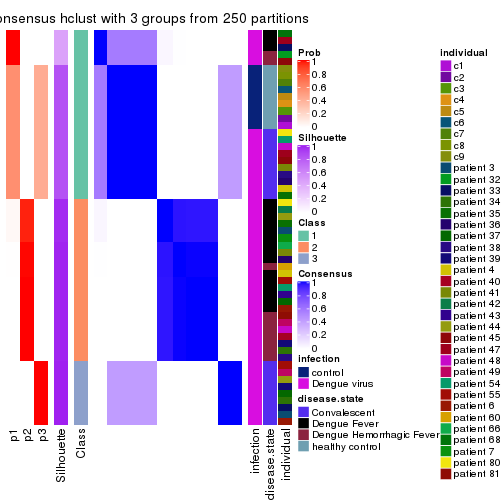 onsensus hclust with 3 groups from 250 partitions
Prob
1
0.8
0.6
0.4
0.2
0
Silhouette
1
0.8
0.6
0.4
0.2
0
Class
1
2
3
Consensus
1
0.8
0.6
0.4
0.2
0
infection
control
Dengue virus
disease.state
Convalescent
Dengue Fever
Dengue Hemorrhagic Fever
healthy control
individual
c1
c2
c3
c4
c5
c6
c7
c8
c9
patient 3
patient 32
patient 33
patient 34
patient 35
patient 36
patient 37
patient 38
patient 39
patient 4
patient 40
patient 41
patient 42
patient 43
patient 44
patient 45
patient 47
patient 48
patient 49
patient 54
patient 55
patient 6
patient 60
patient 66
patient 68
patient 7
patient 80
patient 81
p1
p2
p3
Silhouette
Class
infection
disease.state
individual